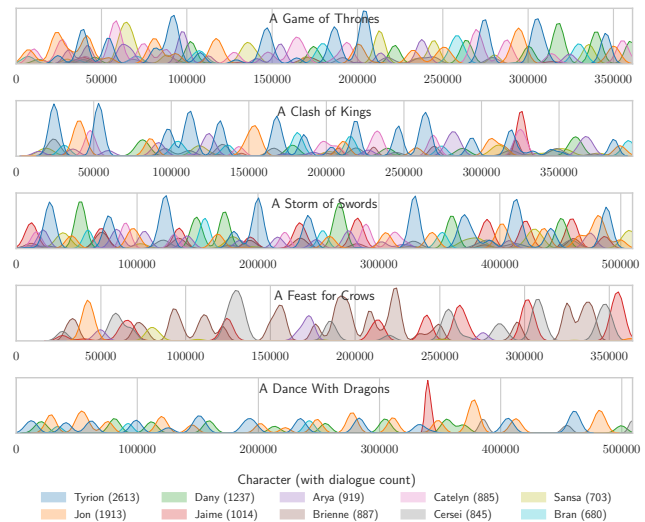 A Game of Thrones
0 50000 100000 150000 200000 250000 300000 350000
A Clash of Kings
0 50000 100000 150000 200000 250000 300000 350000
A Storm of Swords
0 100000 200000 300000 400000 500000
A Feast for Crows
0 50000 100000 150000 200000 250000 300000 350000
A Dance With Dragons
0 100000 200000 300000 400000 500000
Character (with dialogue count)
Tyrion (2613) Dany (1237) Arya (919) Catelyn (885) Sansa (703)
Jon (1913) Jaime (1014) Brienne (887) Cersei (845) Bran (680)